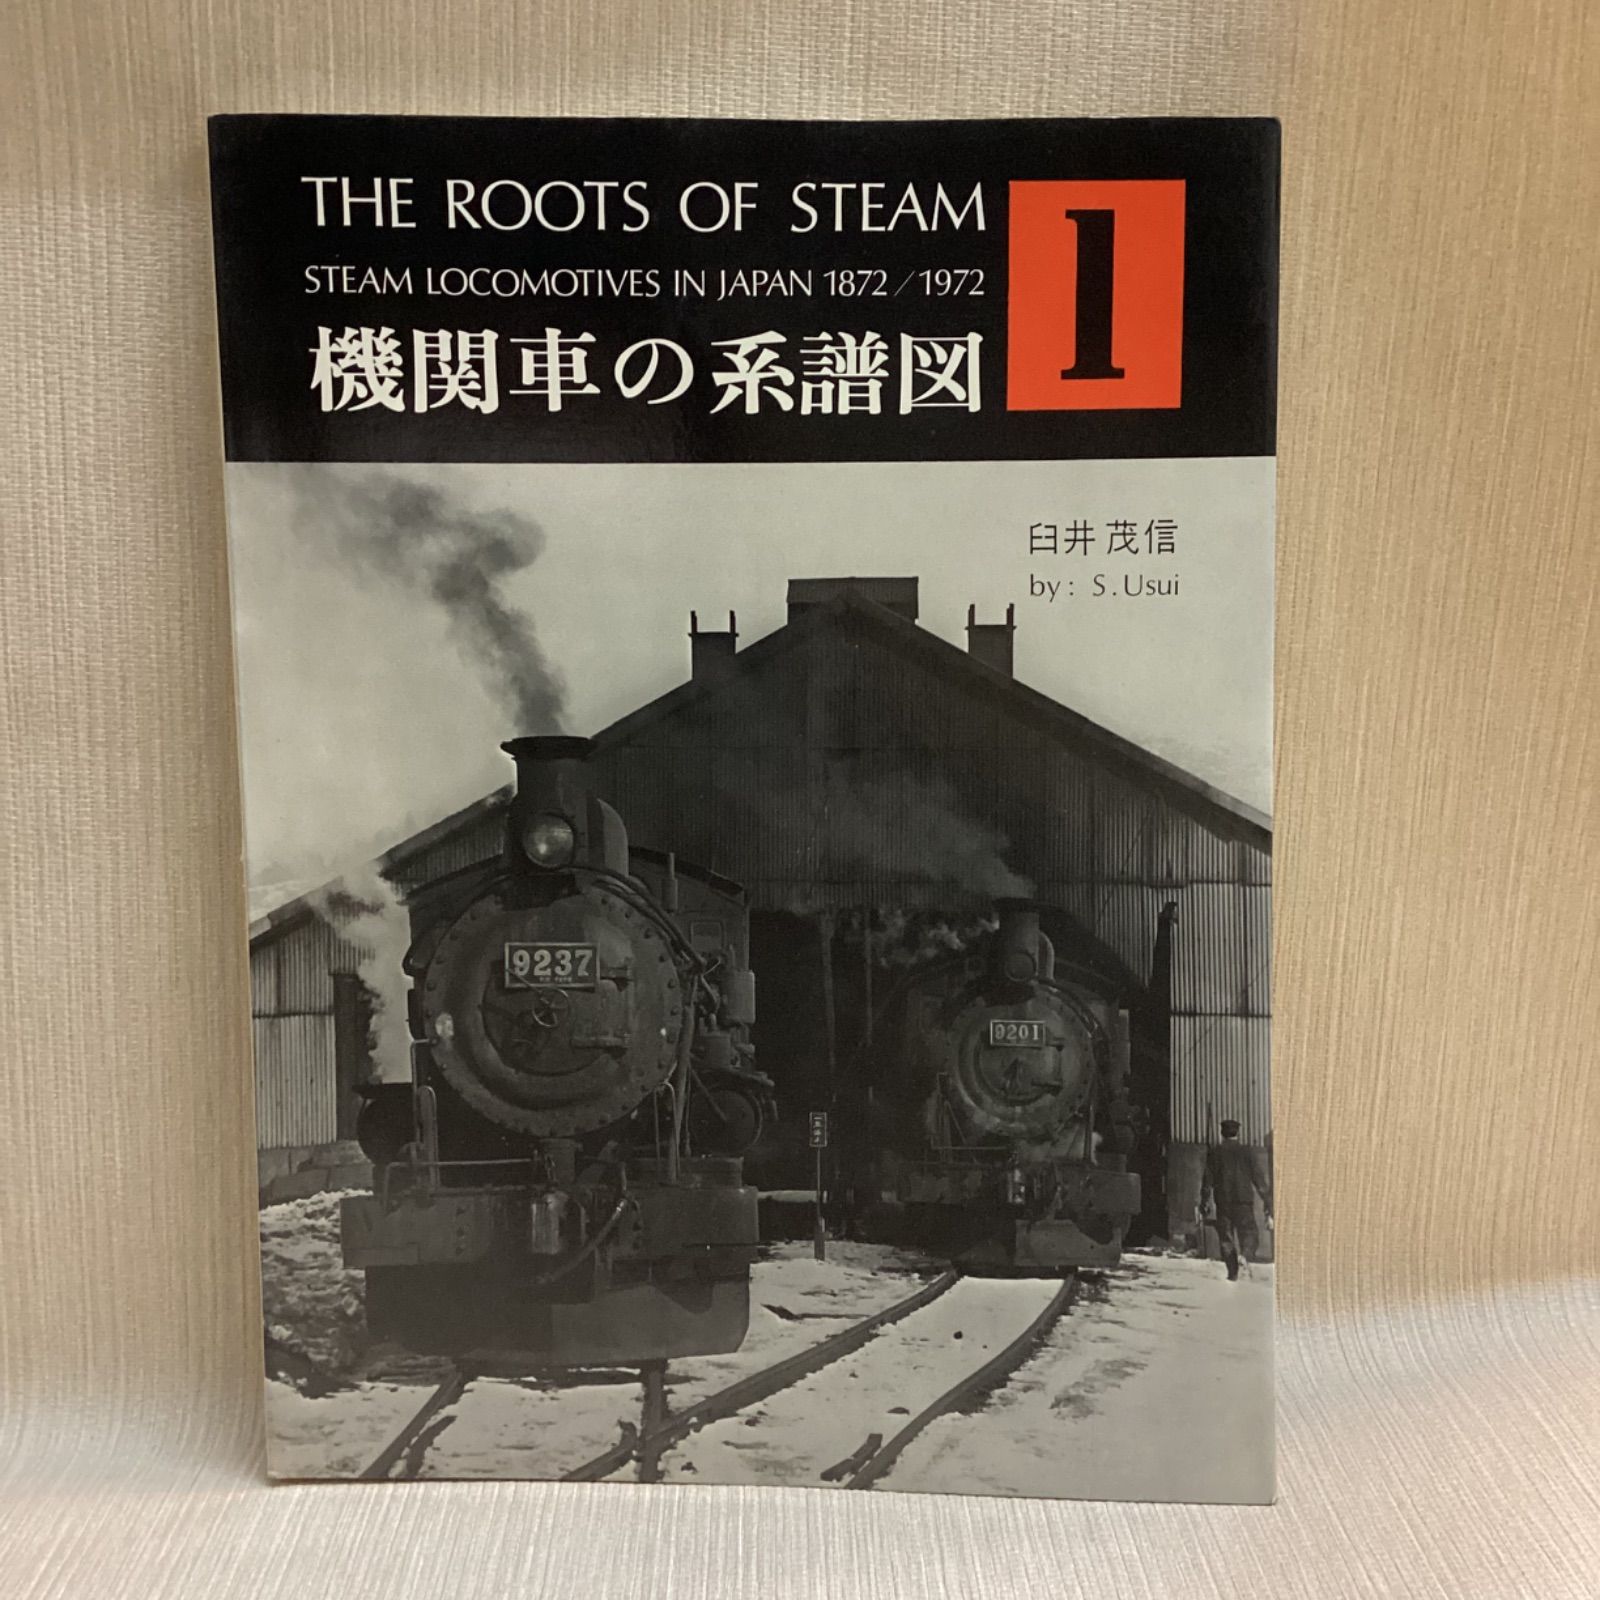 THE ROOTS OF STEAM
1
STEAM LOCOMOTIVES IN JAPAN 1872/1972
機関車の系譜図
臼井 茂信
by: S.Usui
9237
9201